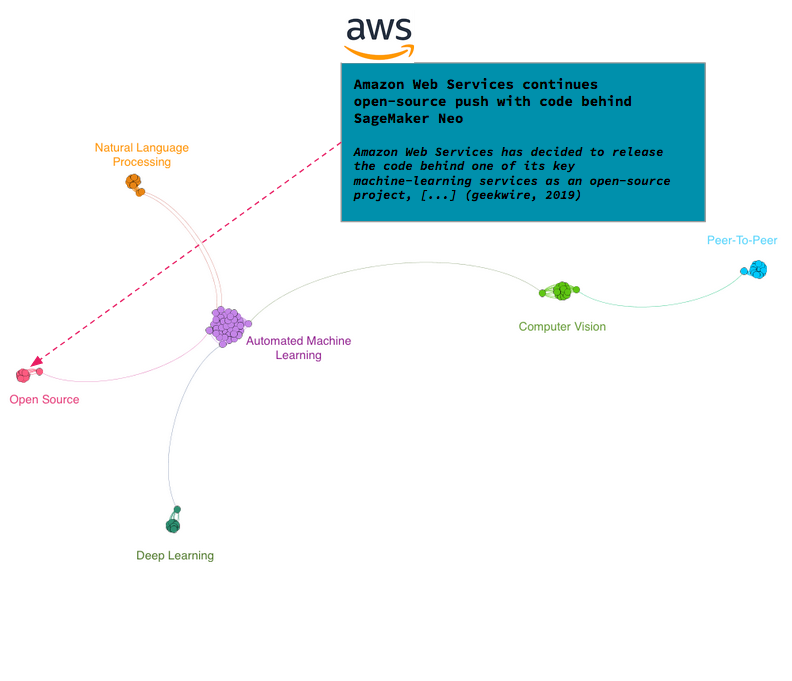 aws
Amazon Web Services continues
open-source push with code behind
SageMaker Neo
Amazon Web Services has decided to release
the code behind one of its key
machine-learning services as an open-source
project, [...] (geekwire, 2019)
Natural Language
Processing
Peer-To-Peer
Computer Vision
Automated Machine
Learning
Open Source
Deep Learning